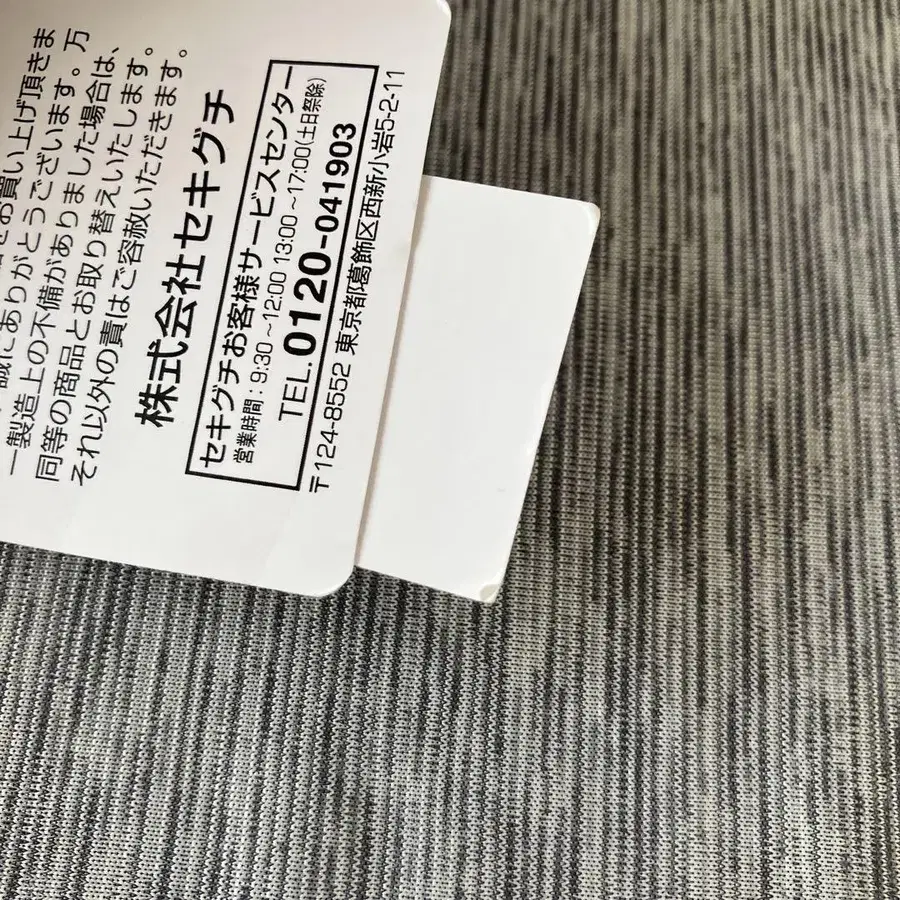 お買い上げ頂きま
誠にありがとうございます。万
一製造上の不備がありました場合は、
同等の商品とお取り替えいたします。
それ以外の責はご容赦いただきます。
株式会社セキグチ
セキグチお客様サービスセンター
営業時間：9:30～12:00 13:00～17:00(土日祭除)
TEL.0120-041903
〒124-8552 東京都葛飾区西新小岩5-2-11